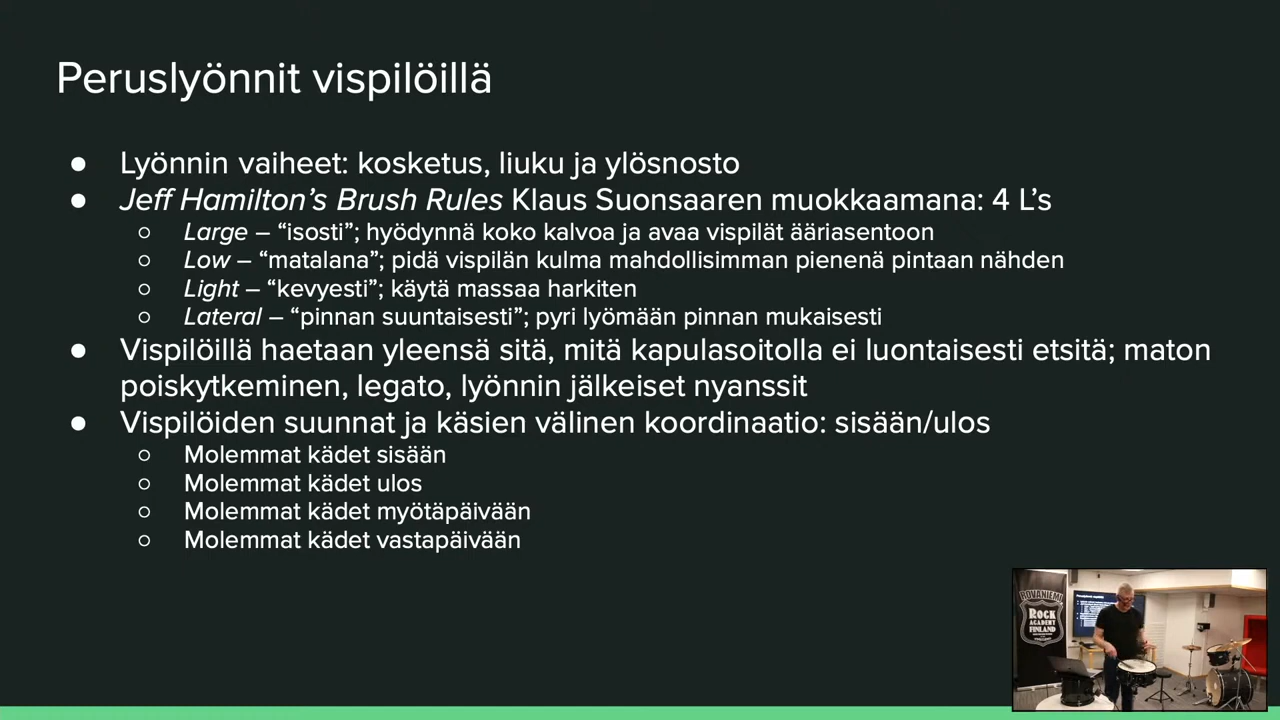 Peruslyönnit vispilöillä
● Lyönnin vaiheet: kosketus, liuku ja ylösnosto
● Jeff Hamilton’s Brush Rules Klaus Suonsaaren muokkaamana: 4 L’s
○ Large – “isosti”; hyödynnä koko kalvoa ja avaa vispilät ääriasentoon
○ Low – “matalana”; pidä vispilän kulma mahdollisimman pienenä pintaan nähden
○ Light – “kevyesti”; käytä massaa harkiten
○ Lateral – “pinnan suuntaisesti”; pyri lyömään pinnan mukaisesti
● Vispilöillä haetaan yleensä sitä, mitä kapulasoitolla ei luontaisesti etsitä; maton
poiskytkeminen, legato, lyönnin jälkeiset nyanssit
● Vispilöiden suunnat ja käsien välinen koordinaatio: sisään/ulos
○ Molemmat kädet sisään
○ Molemmat kädet ulos
○ Molemmat kädet myötäpäivään
○ Molemmat kädet vastapäivään
ROVANIEMI
ROCK
ACADEMY
FINLAND